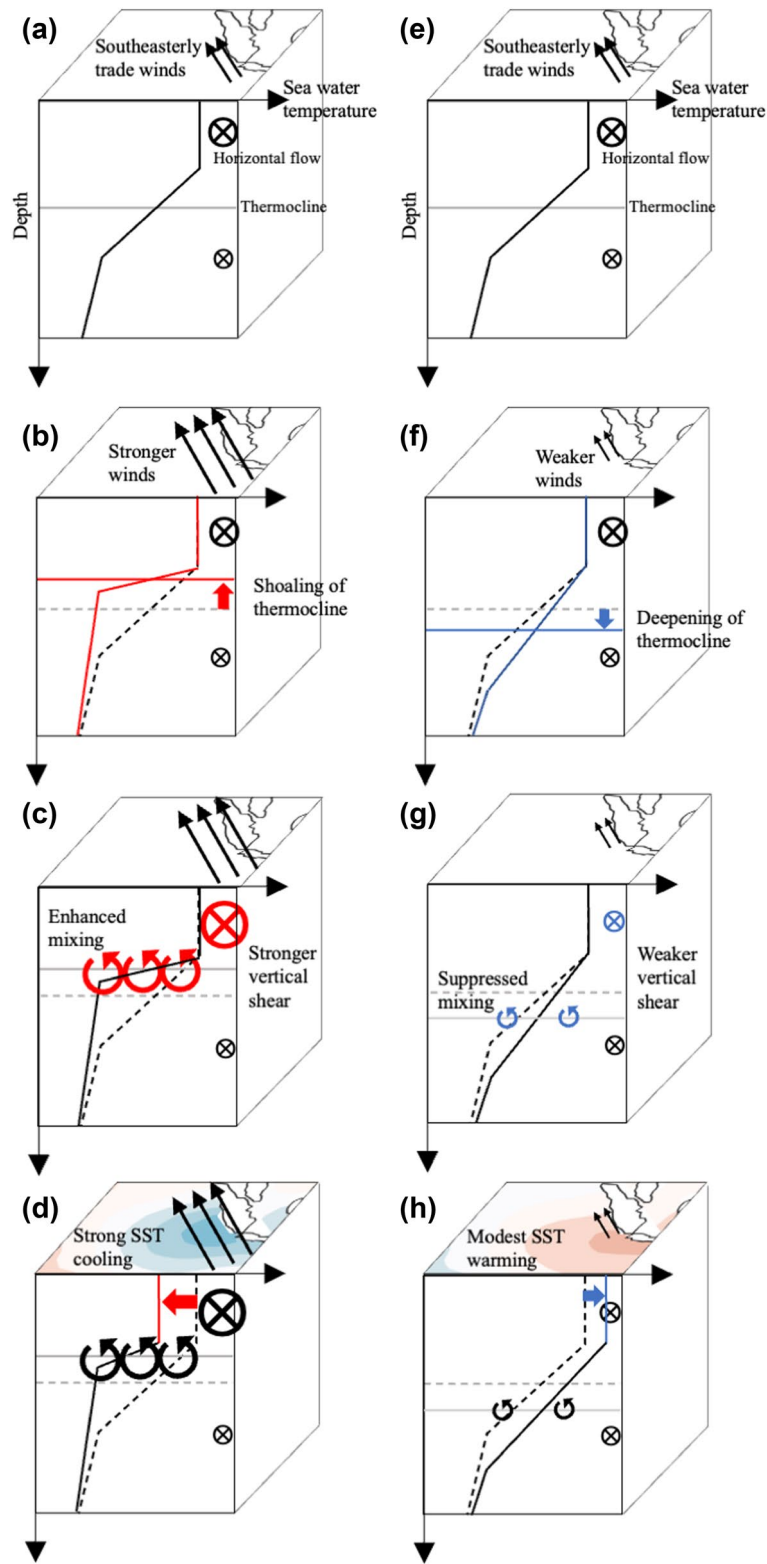 (a)
Southeasterly
trade winds
Sea water
temperature
Horizontal flow
Thermocline
Depth
(e)
Southeasterly
trade winds
Sea water
temperature
Horizontal flow
Thermocline
Depth
(b)
Stronger
winds
Shoaling of
thermocline
(f)
Weaker
winds
Deepening of
thermocline
(c)
Enhanced
mixing
Stronger
vertical
shear
(g)
Suppressed
mixing
Weaker
vertical
shear
(d)
Strong SST
cooling
(h)
Modest SST
warming